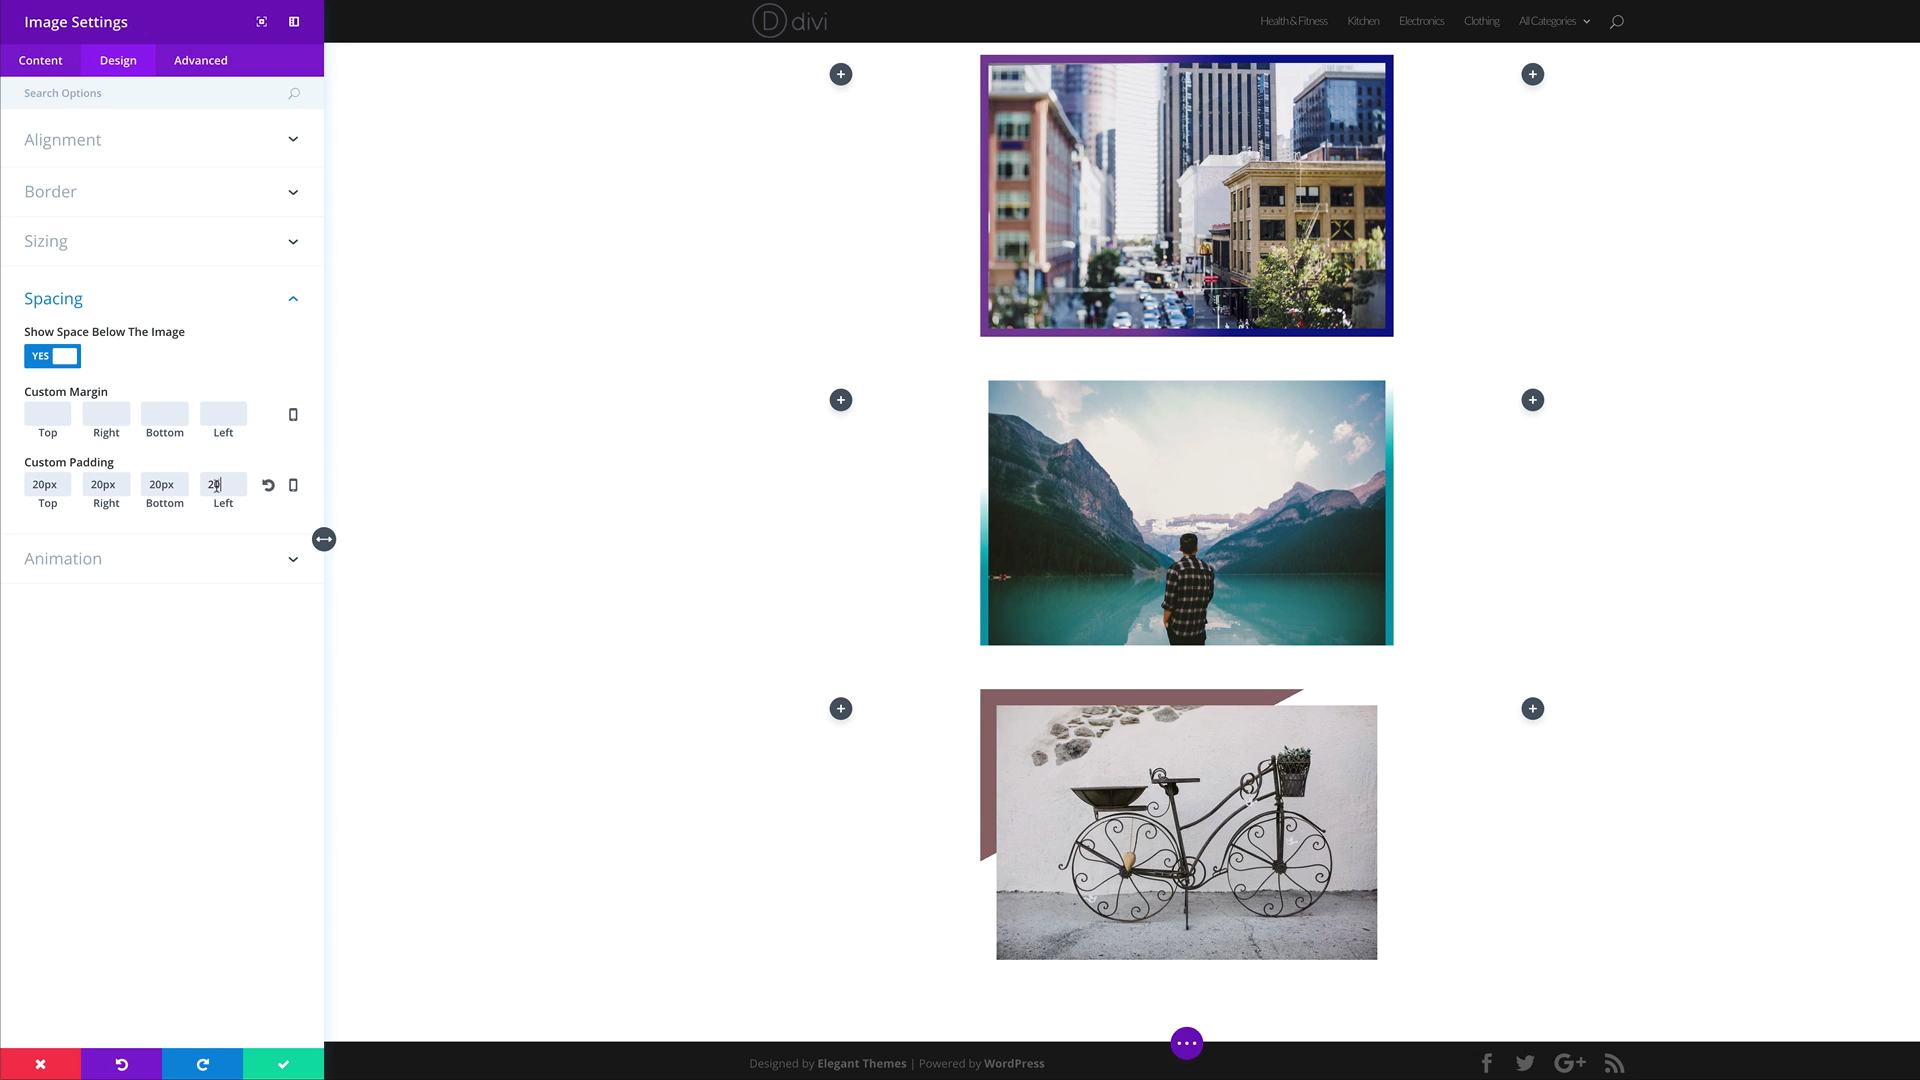 Image Settings
Content Design Advanced
Search Options
Alignment
Border
Sizing
Spacing
Show Space Below The Image
YES
Custom Margin
Top Right Bottom Left
Custom Padding
20px 20px 20px 20
Top Right Bottom Left
Animation
D divi
Health & Fitness Kitchen Electronics Clothing All Categories
Designed by Elegant Themes | Powered by WordPress